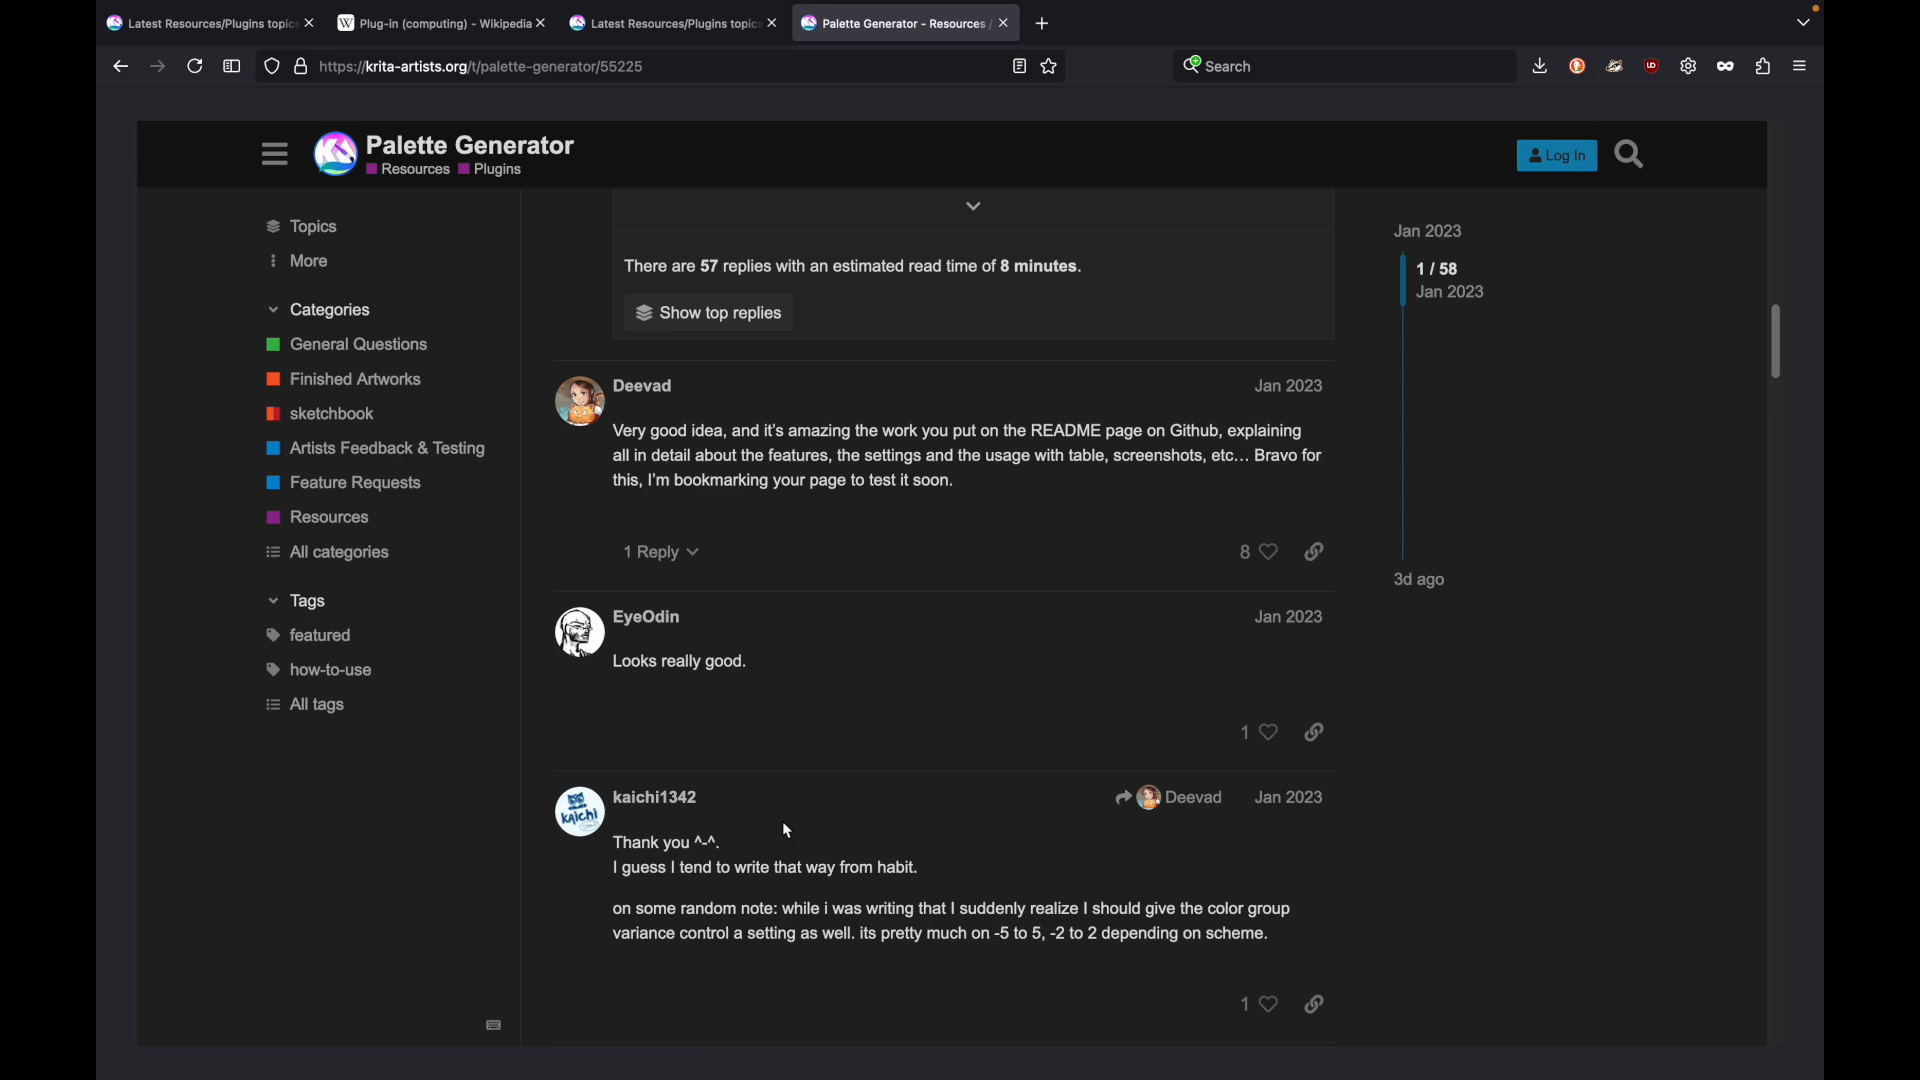 Latest Resources/Plugins topics
Plug-in (computing) - Wikipedia
Latest Resources/Plugins topics
Palette Generator - Resources /
https://krita-artists.org/t/palette-generator/55225
Search
Palette Generator
Resources Plugins
Log In
Topics
More
Categories
General Questions
Finished Artworks
sketchbook
Artists Feedback & Testing
Feature Requests
Resources
All categories
Tags
featured
how-to-use
All tags
There are 57 replies with an estimated read time of 8 minutes.
Show top replies
Deevad Jan 2023
Very good idea, and it's amazing the work you put on the README page on Github, explaining
all in detail about the features, the settings and the usage with table, screenshots, etc… Bravo for
this, I'm bookmarking your page to test it soon.
1 Reply 8
EyeOdin Jan 2023
Looks really good.
1
kaichi
kaichi1342 Deevad Jan 2023
Thank you ^-^.
I guess I tend to write that way from habit.
on some random note: while i was writing that I suddenly realize I should give the color group
variance control a setting as well. its pretty much on -5 to 5, -2 to 2 depending on scheme.
1
Jan 2023
1 / 58
Jan 2023
3d ago